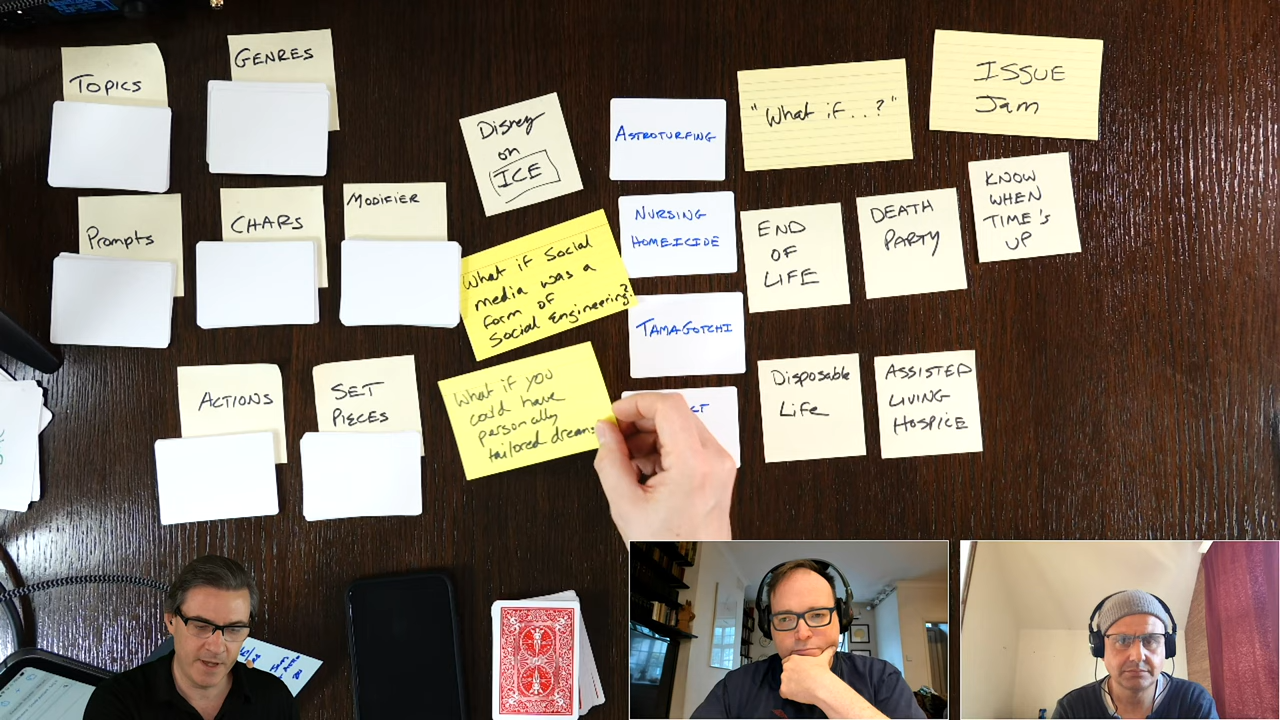 TOPICS
GENRES
Prompts
CHARS
MODIFIER
ACTIONS
SET
PIECES
Disney
on
ICE
What if Social
media was a
form of
Social Engineering?
What if you
could have
personally
tailored dreams
ASTROTURFING
NURSING
HOMEICIDE
TAMAGOTCHI
CT
"What if..?"
ISSUE
Jam
END
OF
LIFE
DEATH
PARTY
KNOW
WHEN
TIME'S
UP
Disposable
Life
ASSISTED
LIVING
HOSPICE